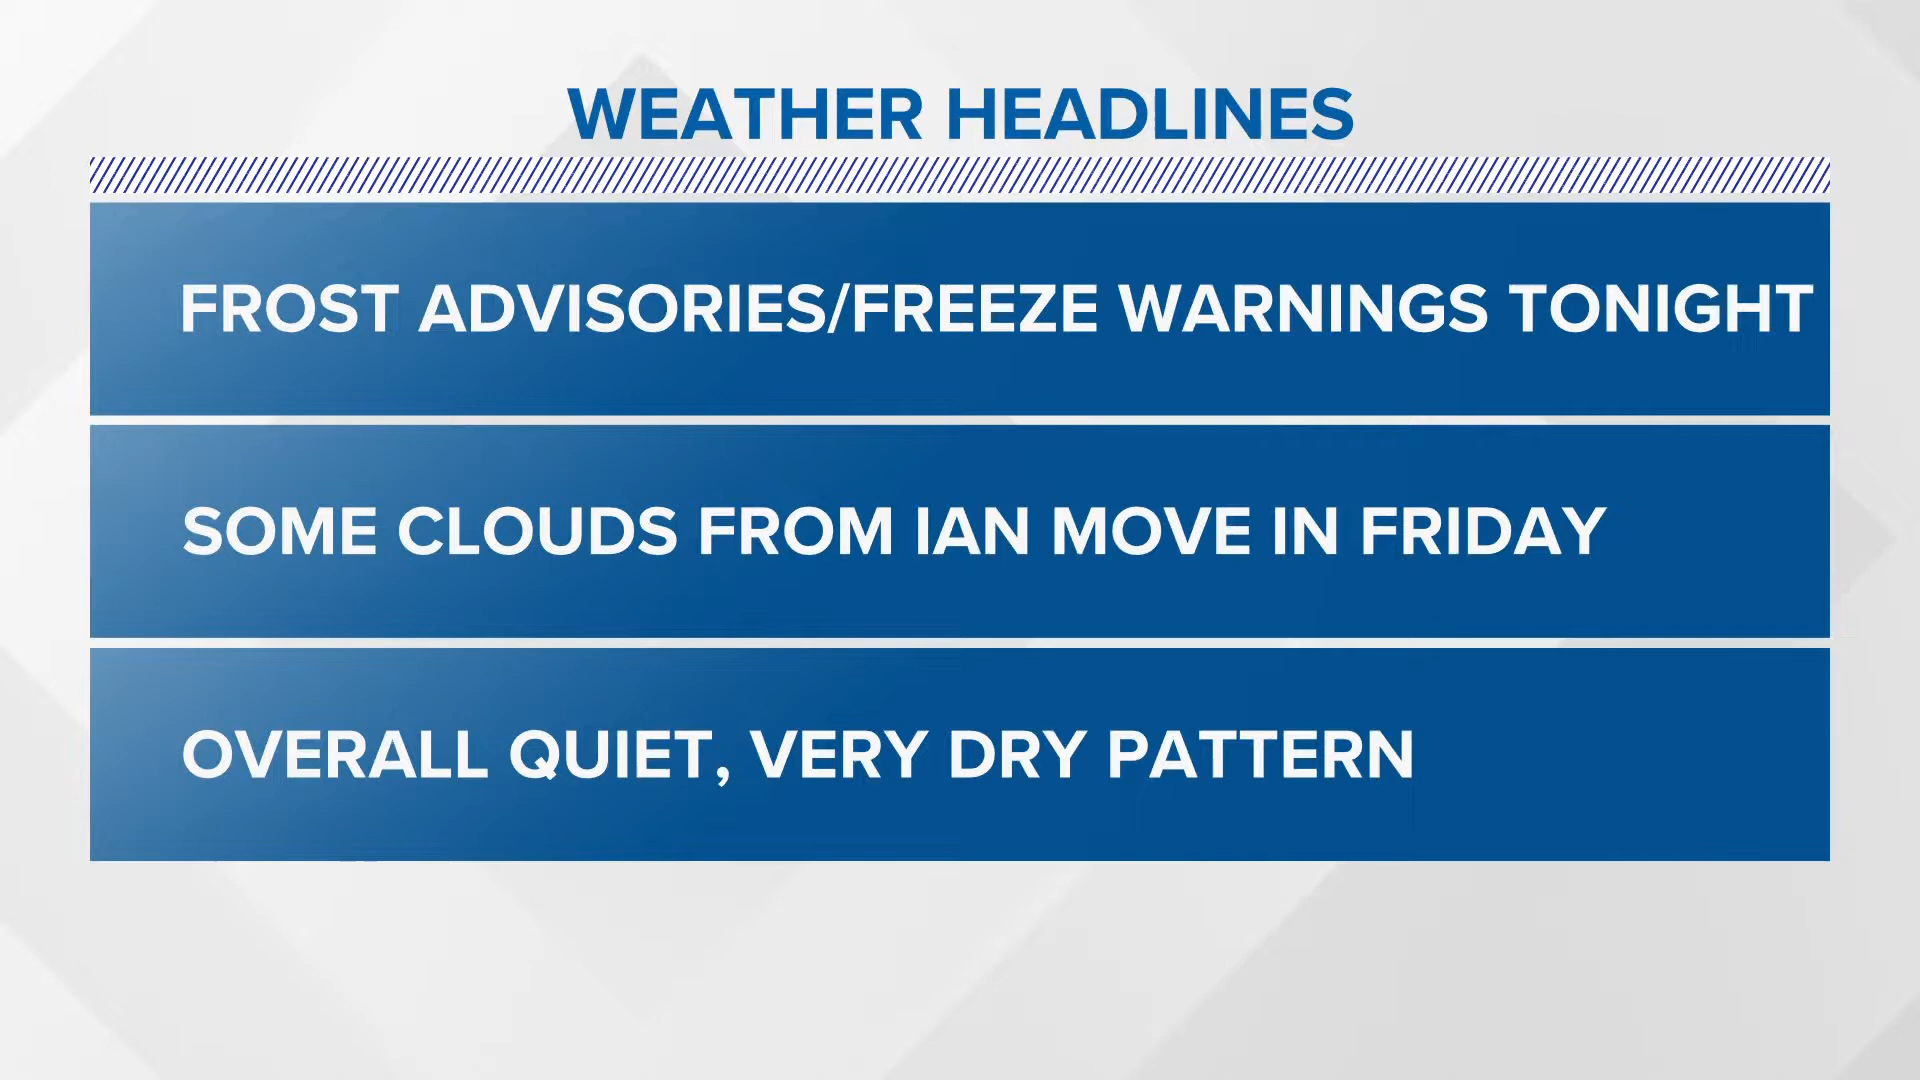 WEATHER HEADLINES
FROST ADVISORIES/FREEZE WARNINGS TONIGHT
SOME CLOUDS FROM IAN MOVE IN FRIDAY
OVERALL QUIET, VERY DRY PATTERN